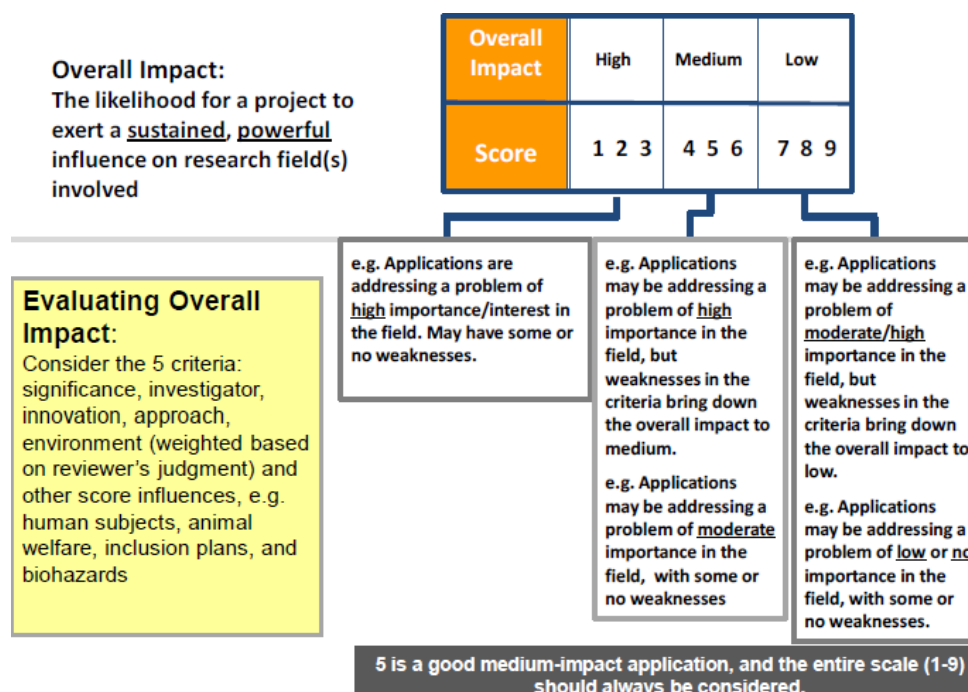 Overall Impact:
The likelihood for a project to
exert a sustained, powerful
influence on research field(s)
involved
Overall
Impact
High
Medium
Low
Score
1 2 3
4 5 6
7 8 9
Evaluating Overall
Impact:
Consider the 5 criteria:
significance, investigator,
innovation, approach,
environment (weighted based
on reviewer's judgment) and
other score influences, e.g.
human subjects, animal
welfare, inclusion plans, and
biohazards
e.g. Applications are
addressing a problem of
high importance/interest in
the field. May have some or
no weaknesses.
e.g. Applications
may be addressing a
problem of high
importance in the
field, but
weaknesses in the
criteria bring down
the overall impact to
medium.
e.g. Applications
may be addressing a
problem of moderate
importance in the
field, with some or
no weaknesses
e.g. Applications
may be addressing a
problem of
moderate/high
importance in the
field, but
weaknesses in the
criteria bring down
the overall impact to
low.
e.g. Applications
may be addressing a
problem of low or no
importance in the
field, with some or
no weaknesses.
5 is a good medium-impact application, and the entire scale (1-9)
should always be considered.